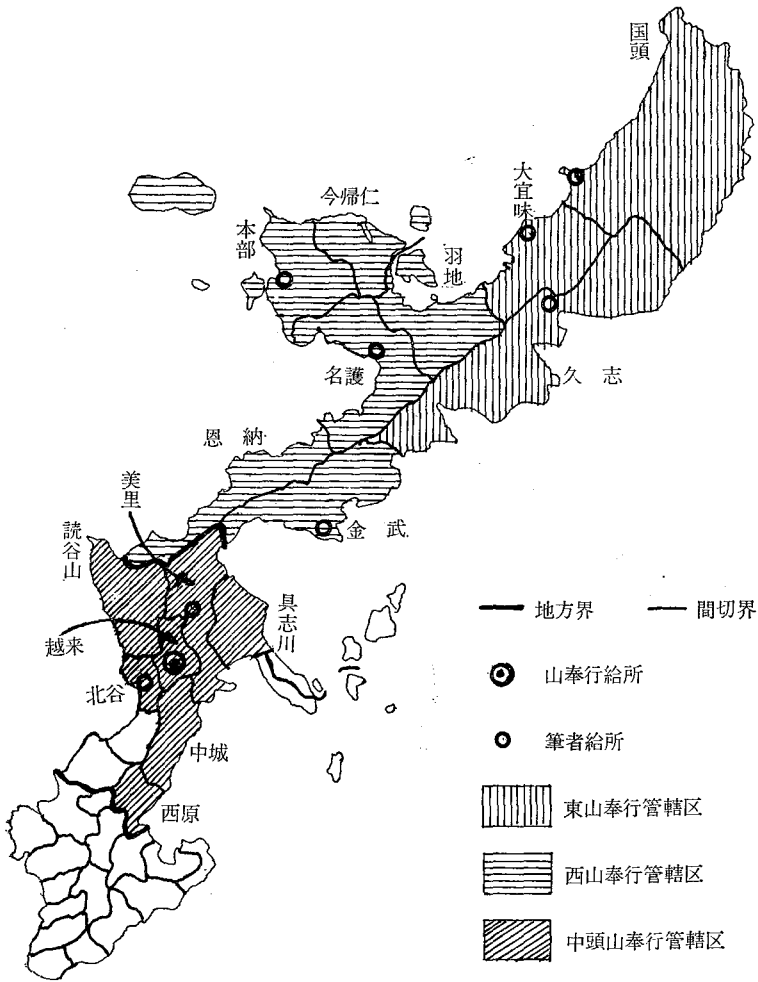 国頭
大宜味
今帰仁
本部
羽地
名護
久志
恩納
美里
金武
読谷山
具志川
越来
北谷
中城
西原
地方界
間切界
山奉行給所
筆者給所
東山奉行管轄区
西山奉行管轄区
中頭山奉行管轄区